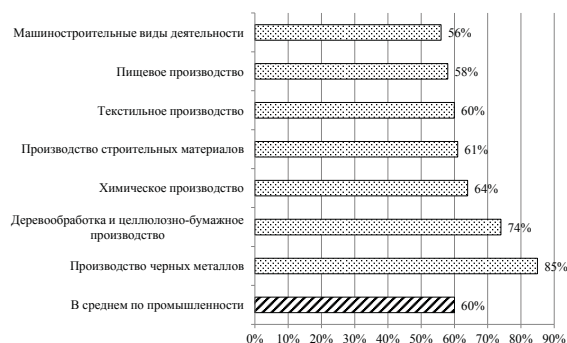 Машиностроительные виды деятельности 56%
Пищевое производство 58%
Текстильное производство 60%
Производство строительных материалов 61%
Химическое производство 64%
Деревообработка и целлюлозно-бумажное
производство 74%
Производство черных металлов 85%
В среднем по промышленности 60%
0% 10% 20% 30% 40% 50% 60% 70% 80% 90%